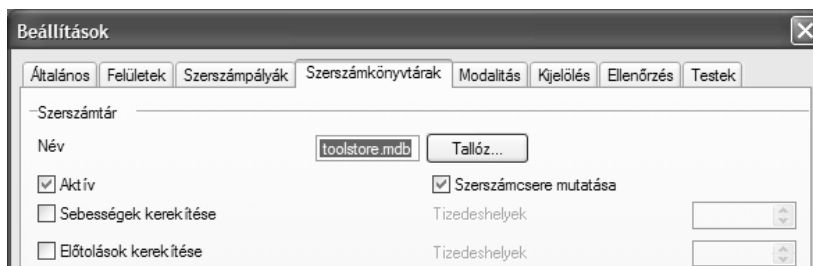 Beállítások
Általános Felületek Szerszámpályák Szerszámkönyvtárak Modalitás Kijelölés Ellenőrzés Testek
Szerszámtár
Név toolstore.mdb Tallóz...
Aktív Szerszámcsere mutatása
Sebességek kerekítése Tizedeshelyek
Előtolások kerekítése Tizedeshelyek